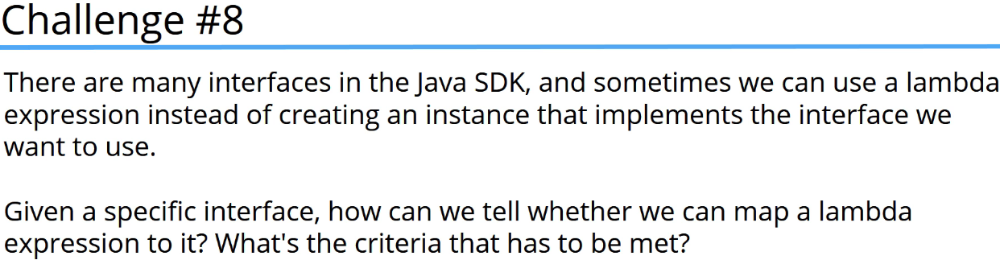 Challenge #8
There are many interfaces in the Java SDK, and sometimes we can use a lambda
expression instead of creating an instance that implements the interface we
want to use.
Given a specific interface, how can we tell whether we can map a lambda
expression to it? What's the criteria that has to be met?